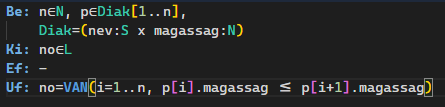 Be: n∈N, p∈Diak[1..n],
Diak=(nev:S x magassag:N)
Ki: no∈L
Ef: -
Uf: no=VAN(i=1..n, p[i].magassag ≤ p[i+1].magassag)